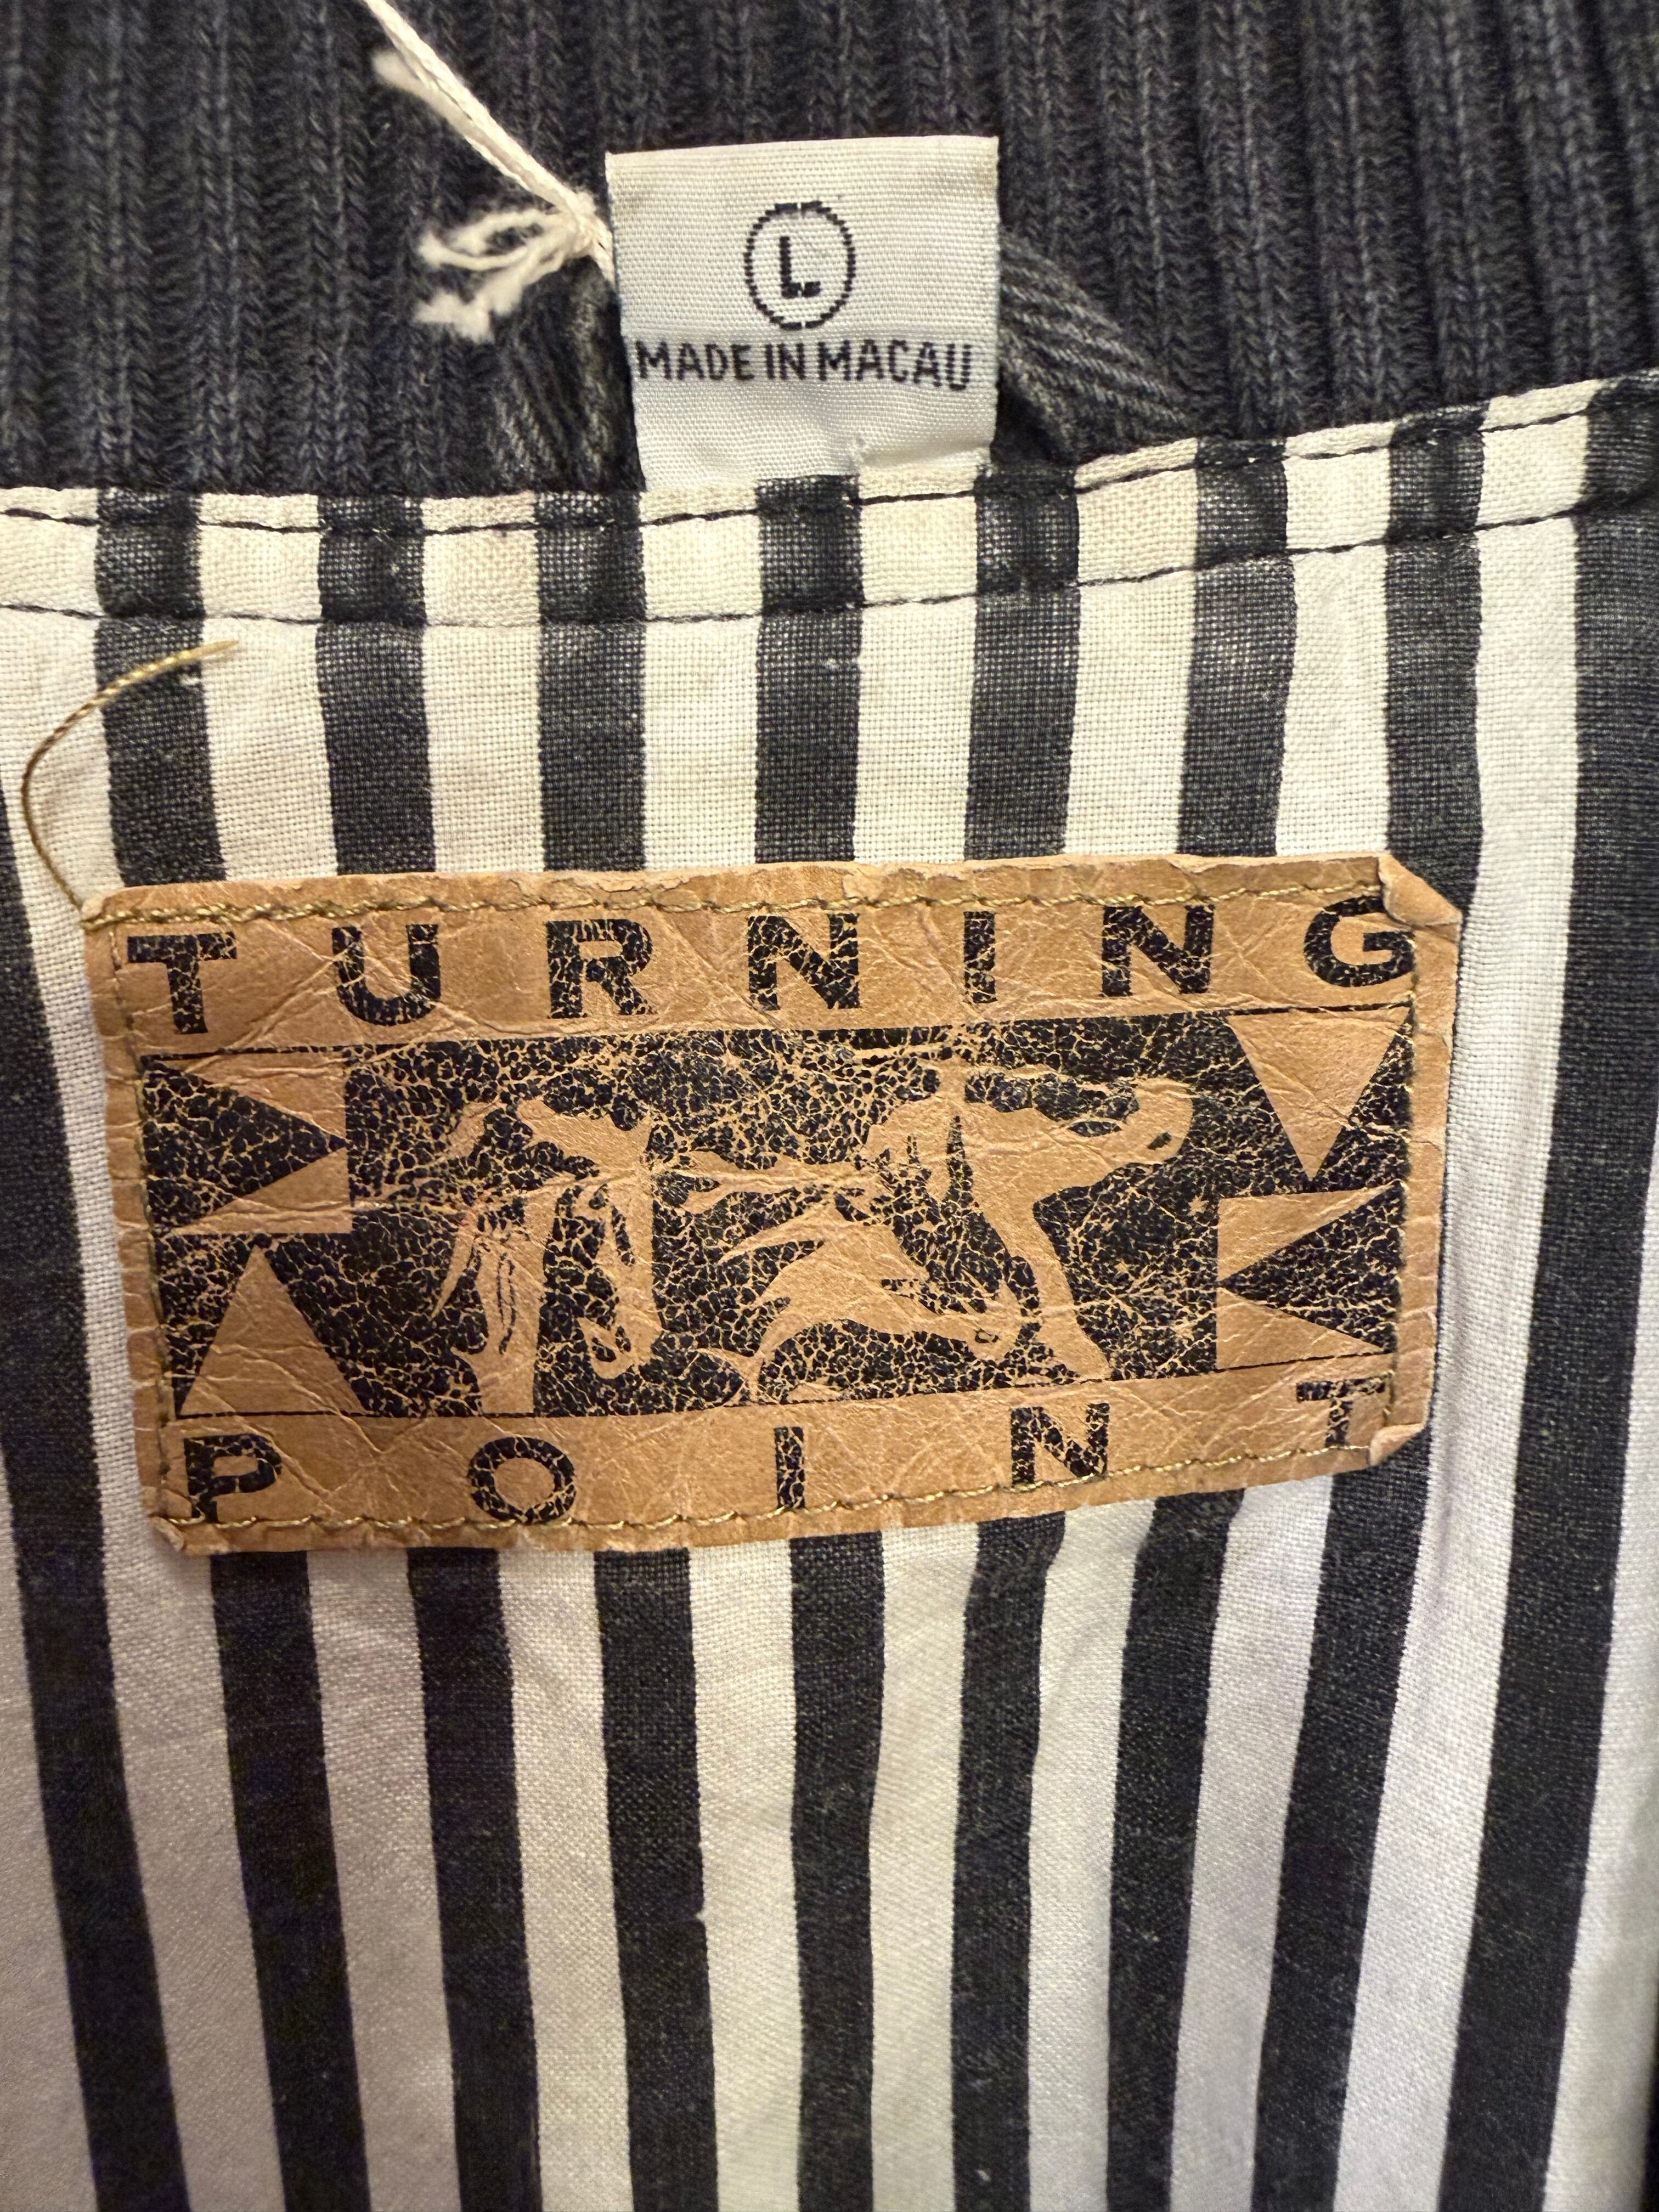 L
MADE IN MACAU
TURNING
POINT